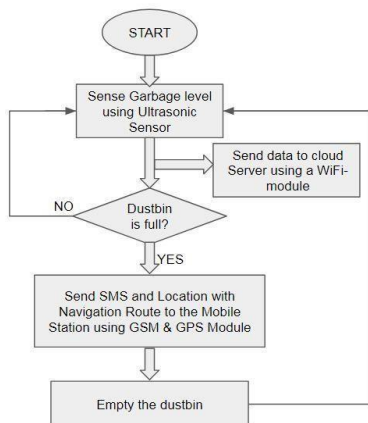 START
Sense Garbage level
using Ultrasonic
Sensor
Send data to cloud
Server using a WiFi-
module
NO
Dustbin
is full?
YES
Send SMS and Location with
Navigation Route to the Mobile
Station using GSM & GPS Module
Empty the dustbin